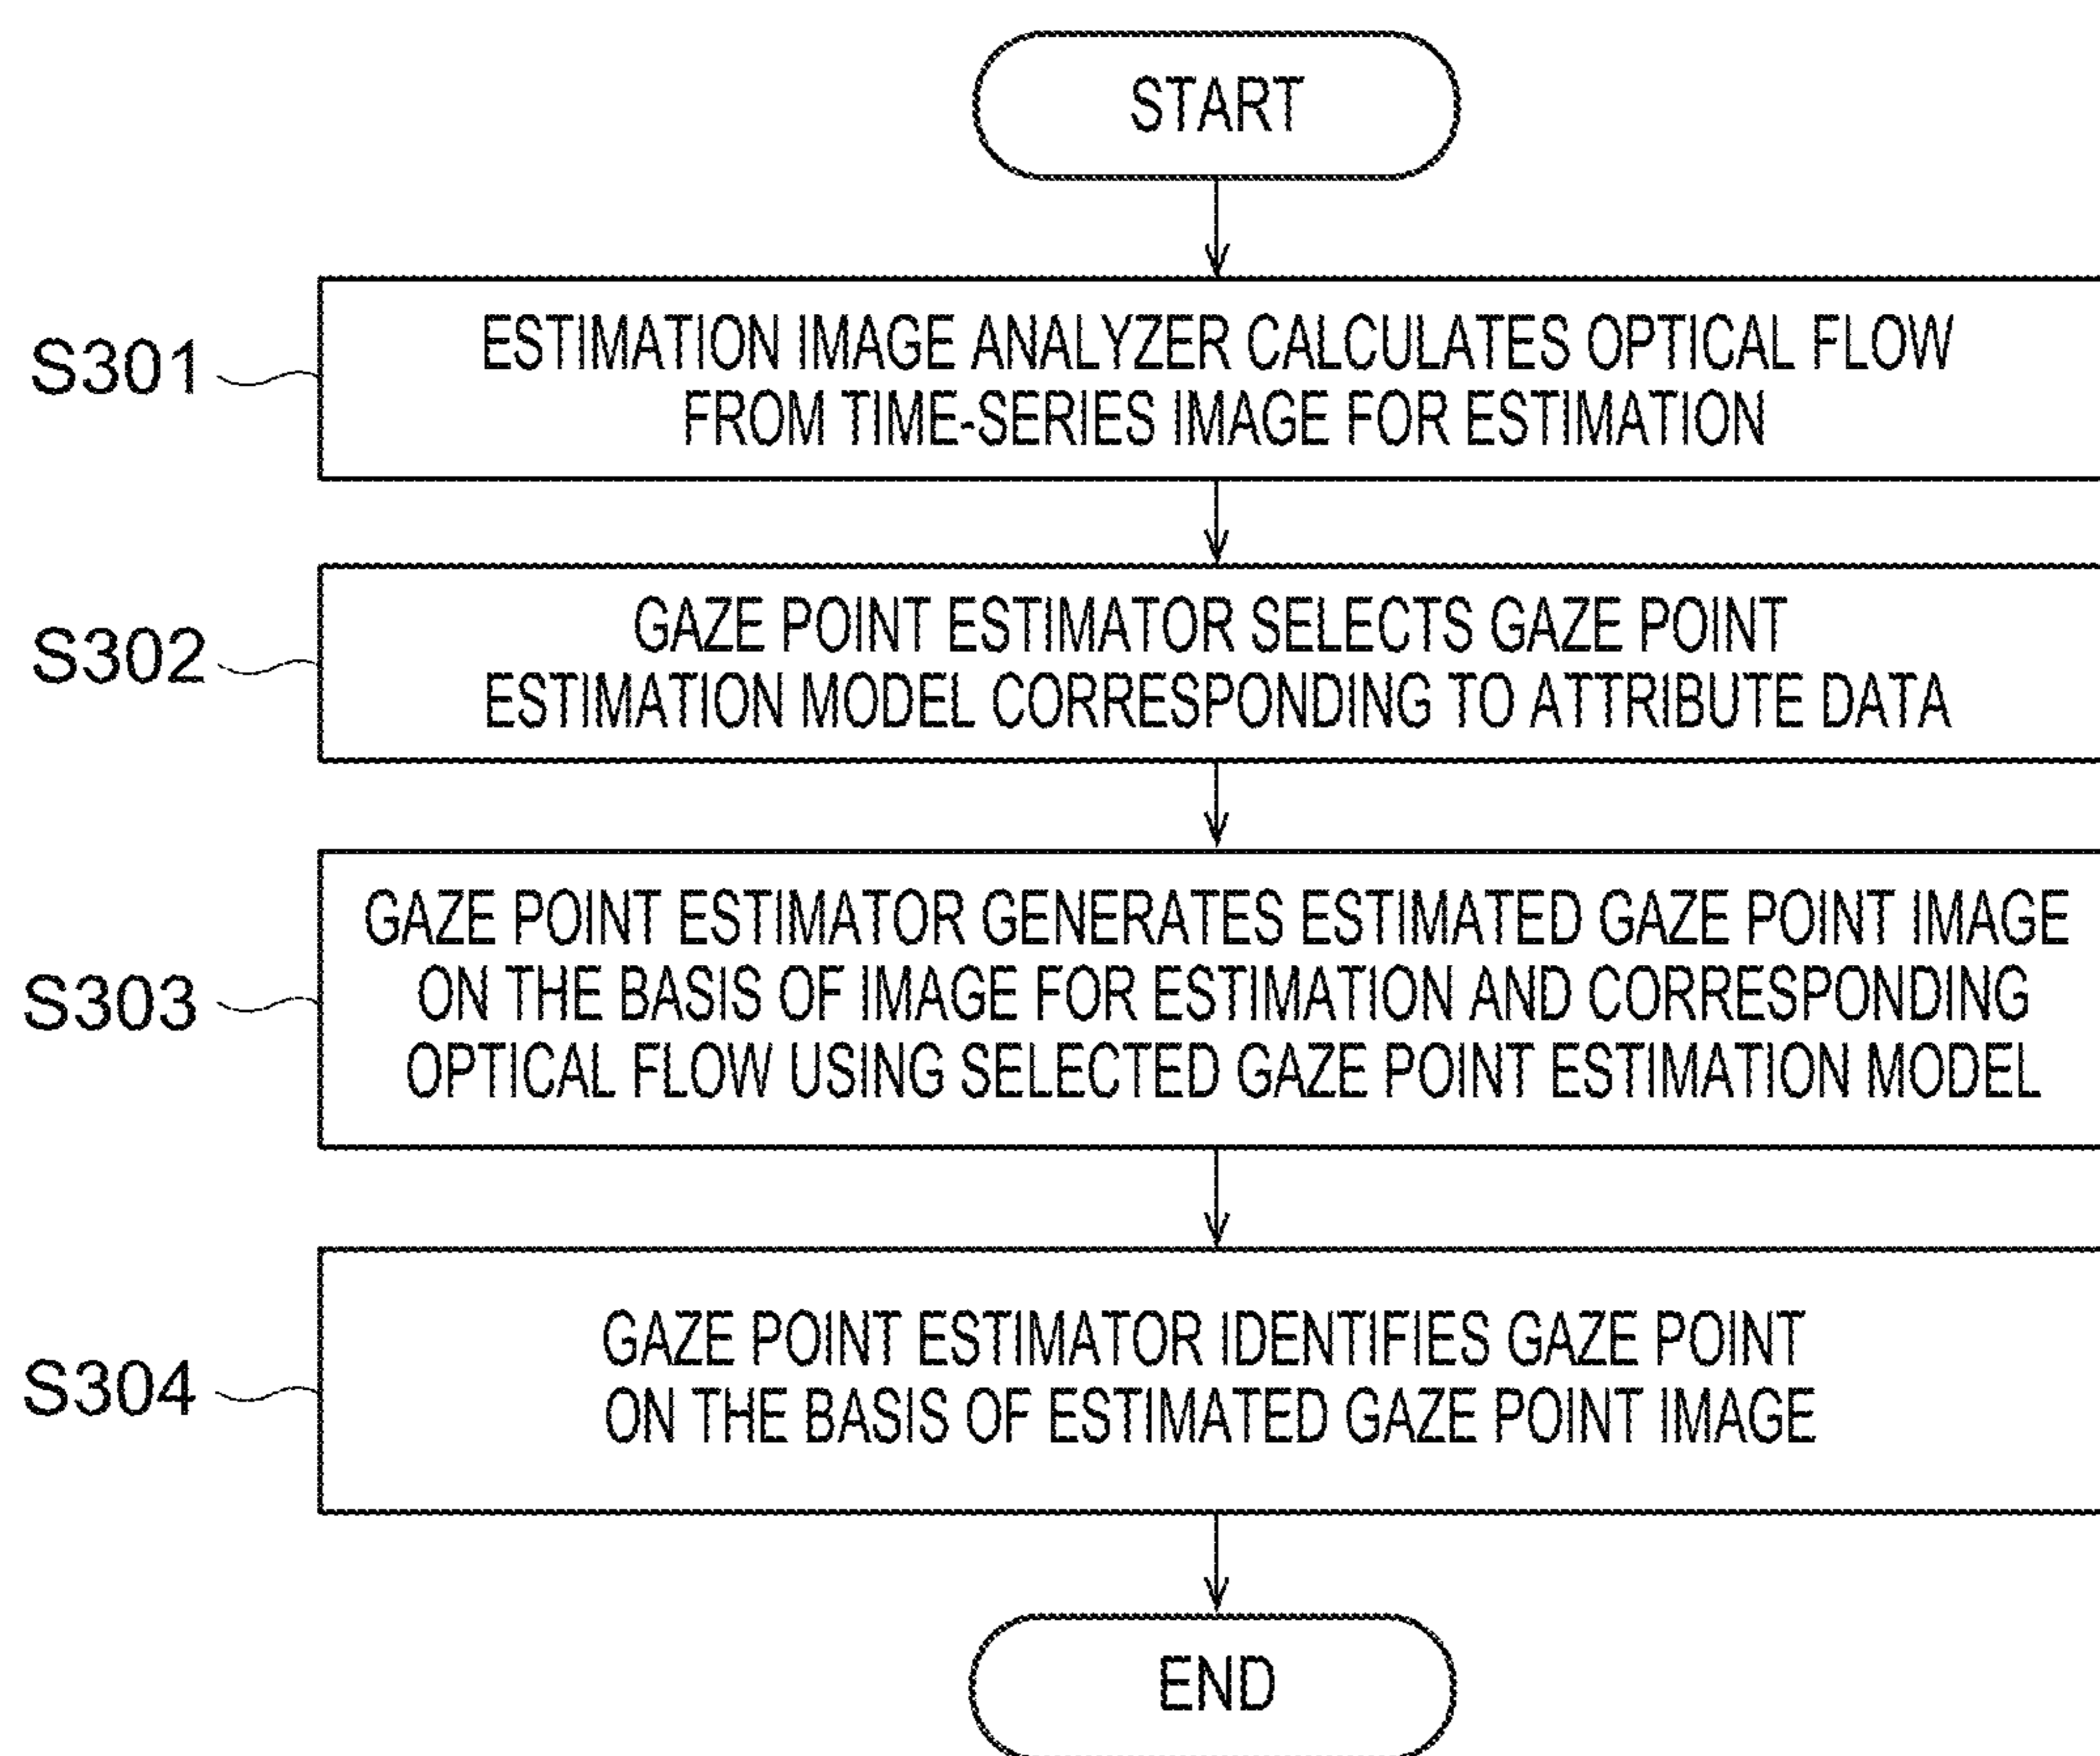 START
S301
ESTIMATION IMAGE ANALYZER CALCULATES OPTICAL FLOW
FROM TIME-SERIES IMAGE FOR ESTIMATION
S302
GAZE POINT ESTIMATOR SELECTS GAZE POINT
ESTIMATION MODEL CORRESPONDING TO ATTRIBUTE DATA
S303
GAZE POINT ESTIMATOR GENERATES ESTIMATED GAZE POINT IMAGE
ON THE BASIS OF IMAGE FOR ESTIMATION AND CORRESPONDING
OPTICAL FLOW USING SELECTED GAZE POINT ESTIMATION MODEL
S304
GAZE POINT ESTIMATOR IDENTIFIES GAZE POINT
ON THE BASIS OF ESTIMATED GAZE POINT IMAGE
END